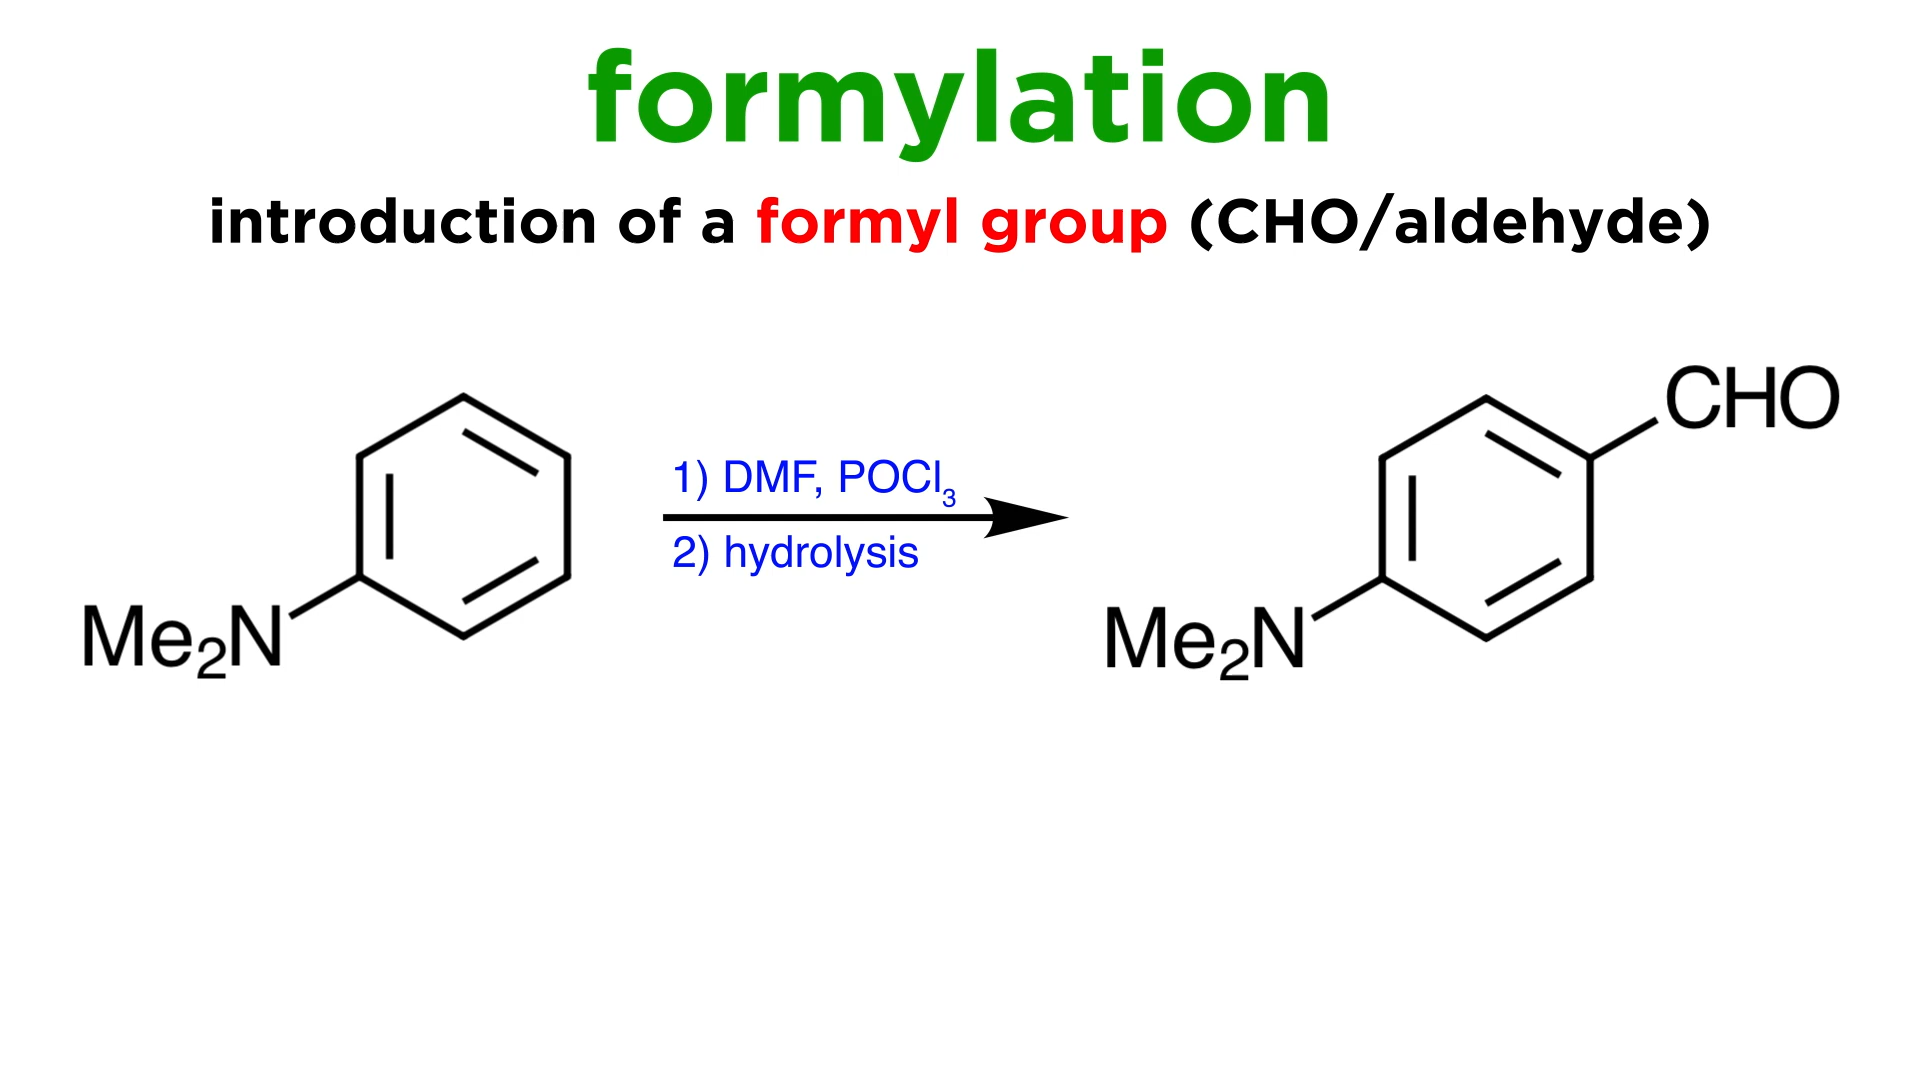 formylation
introduction of a formyl group (CHO/aldehyde)
CHO
1) DMF, POCl₃
2) hydrolysis
Me₂N
Me₂N